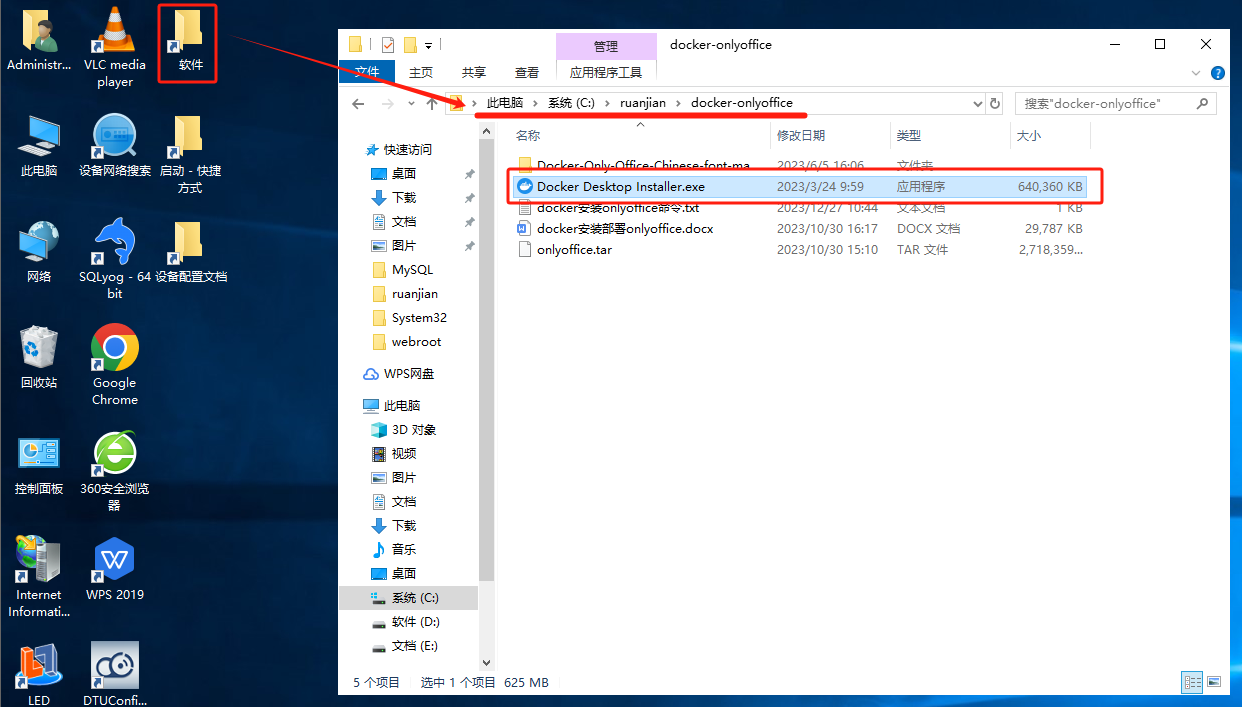 Administr...
VLC media
player
软件
此电脑
设备网络搜索
启动 - 快捷
方式
网络
SQLyog - 64
bit
设备配置文档
回收站
Google
Chrome
控制面板
360安全浏览
器
Internet
Informati...
WPS 2019
LED
DTUConfi...
管理
docker-onlyoffice
文件
主页
共享
查看
应用程序工具
此电脑 › 系统 (C:) › ruanjian › docker-onlyoffice
搜索"docker-onlyoffice"
快速访问
桌面
下载
文档
图片
MySQL
ruanjian
System32
webroot
WPS网盘
此电脑
3D 对象
视频
图片
文档
下载
音乐
桌面
系统 (C:)
软件 (D:)
文档 (E:)
名称 修改日期 类型 大小
Docker-Only-Office-Chinese-font-ma... 2023/6/5 16:06 文件夹
Docker Desktop Installer.exe 2023/3/24 9:59 应用程序 640,360 KB
docker安装onlyoffice命令.txt 2023/12/27 10:44 文本文档 1 KB
docker安装部署onlyoffice.docx 2023/10/30 16:17 DOCX 文档 29,787 KB
onlyoffice.tar 2023/10/30 15:10 TAR 文件 2,718,359...
5 个项目 选中 1 个项目 625 MB